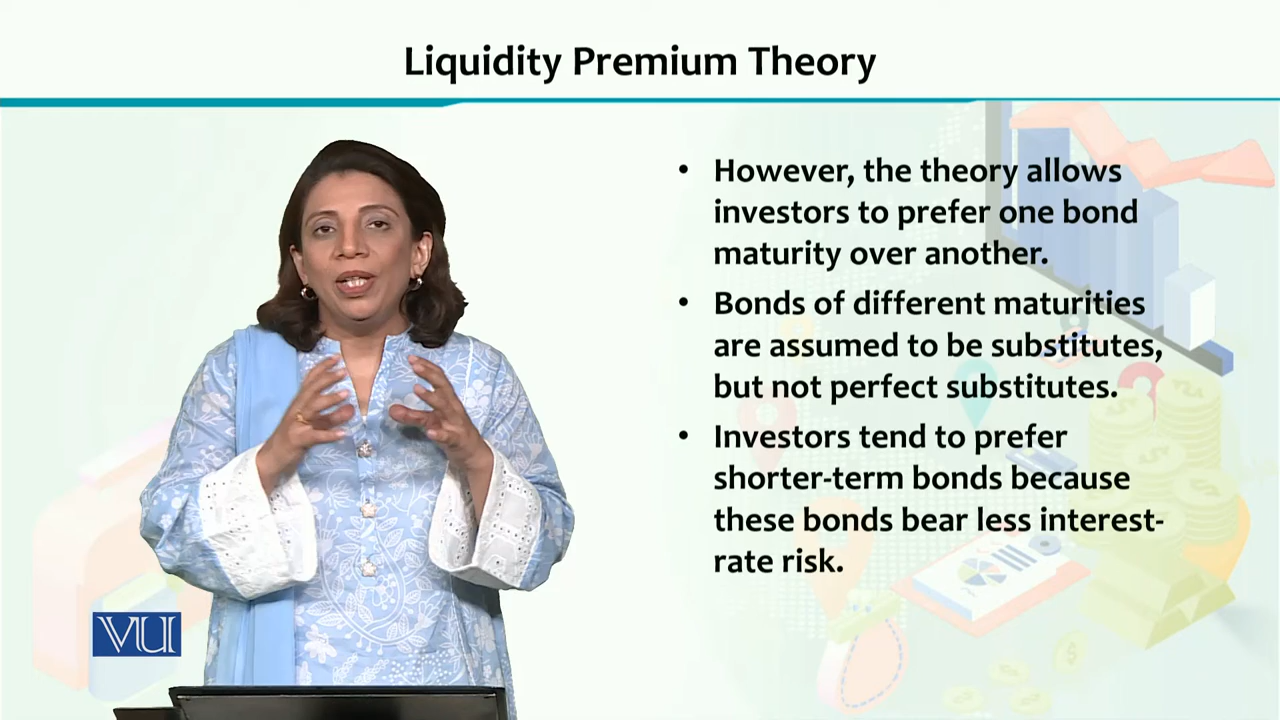 Liquidity Premium Theory
• However, the theory allows
investors to prefer one bond
maturity over another.
• Bonds of different maturities
are assumed to be substitutes,
but not perfect substitutes.
• Investors tend to prefer
shorter-term bonds because
these bonds bear less interest-
rate risk.
VU